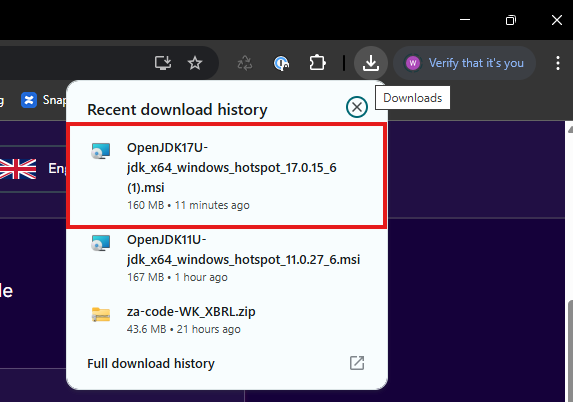 Verify that it's you
W
Downloads
g
Snap
Recent download history
OpenJDK17U-
jdk_x64_windows_hotspot_17.0.15_6
(1).msi
160 MB • 11 minutes ago
Eng
OpenJDK11U-
jdk_x64_windows_hotspot_11.0.27_6.msi
167 MB • 1 hour ago
le
za-code-WK_XBRL.zip
43.6 MB • 21 hours ago
Full download history